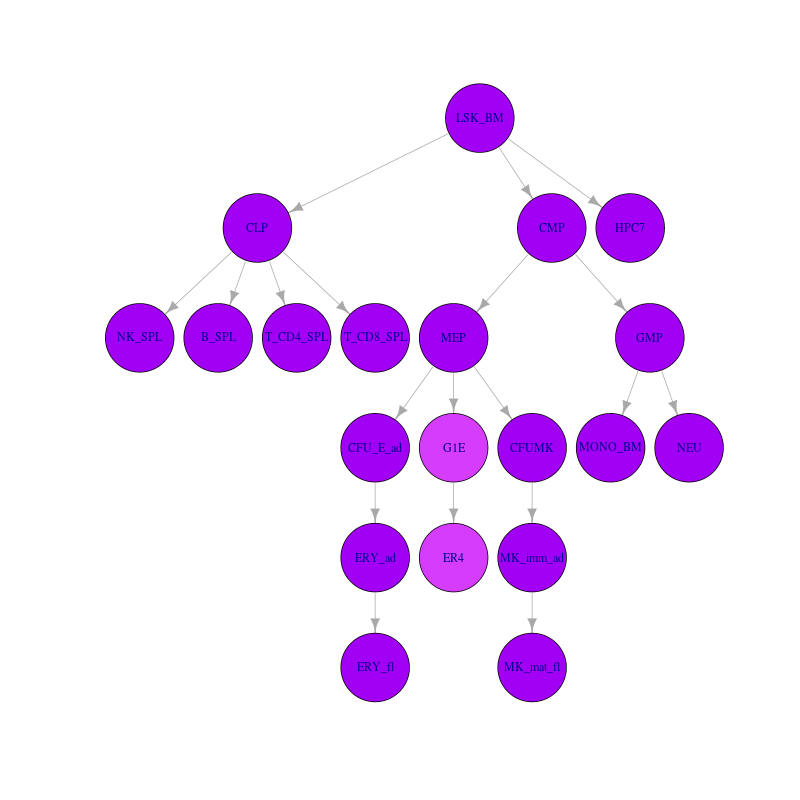 LSK_BM
CLP
CMP
HPC7
NK_SPL
B_SPL
T_CD4_SPL
T_CD8_SPL
MEP
GMP
CFU_E_ad
G1E
CFUMK
MONO_BM
NEU
ERY_ad
ER4
MK_imm_ad
ERY_fl
MK_mat_fl